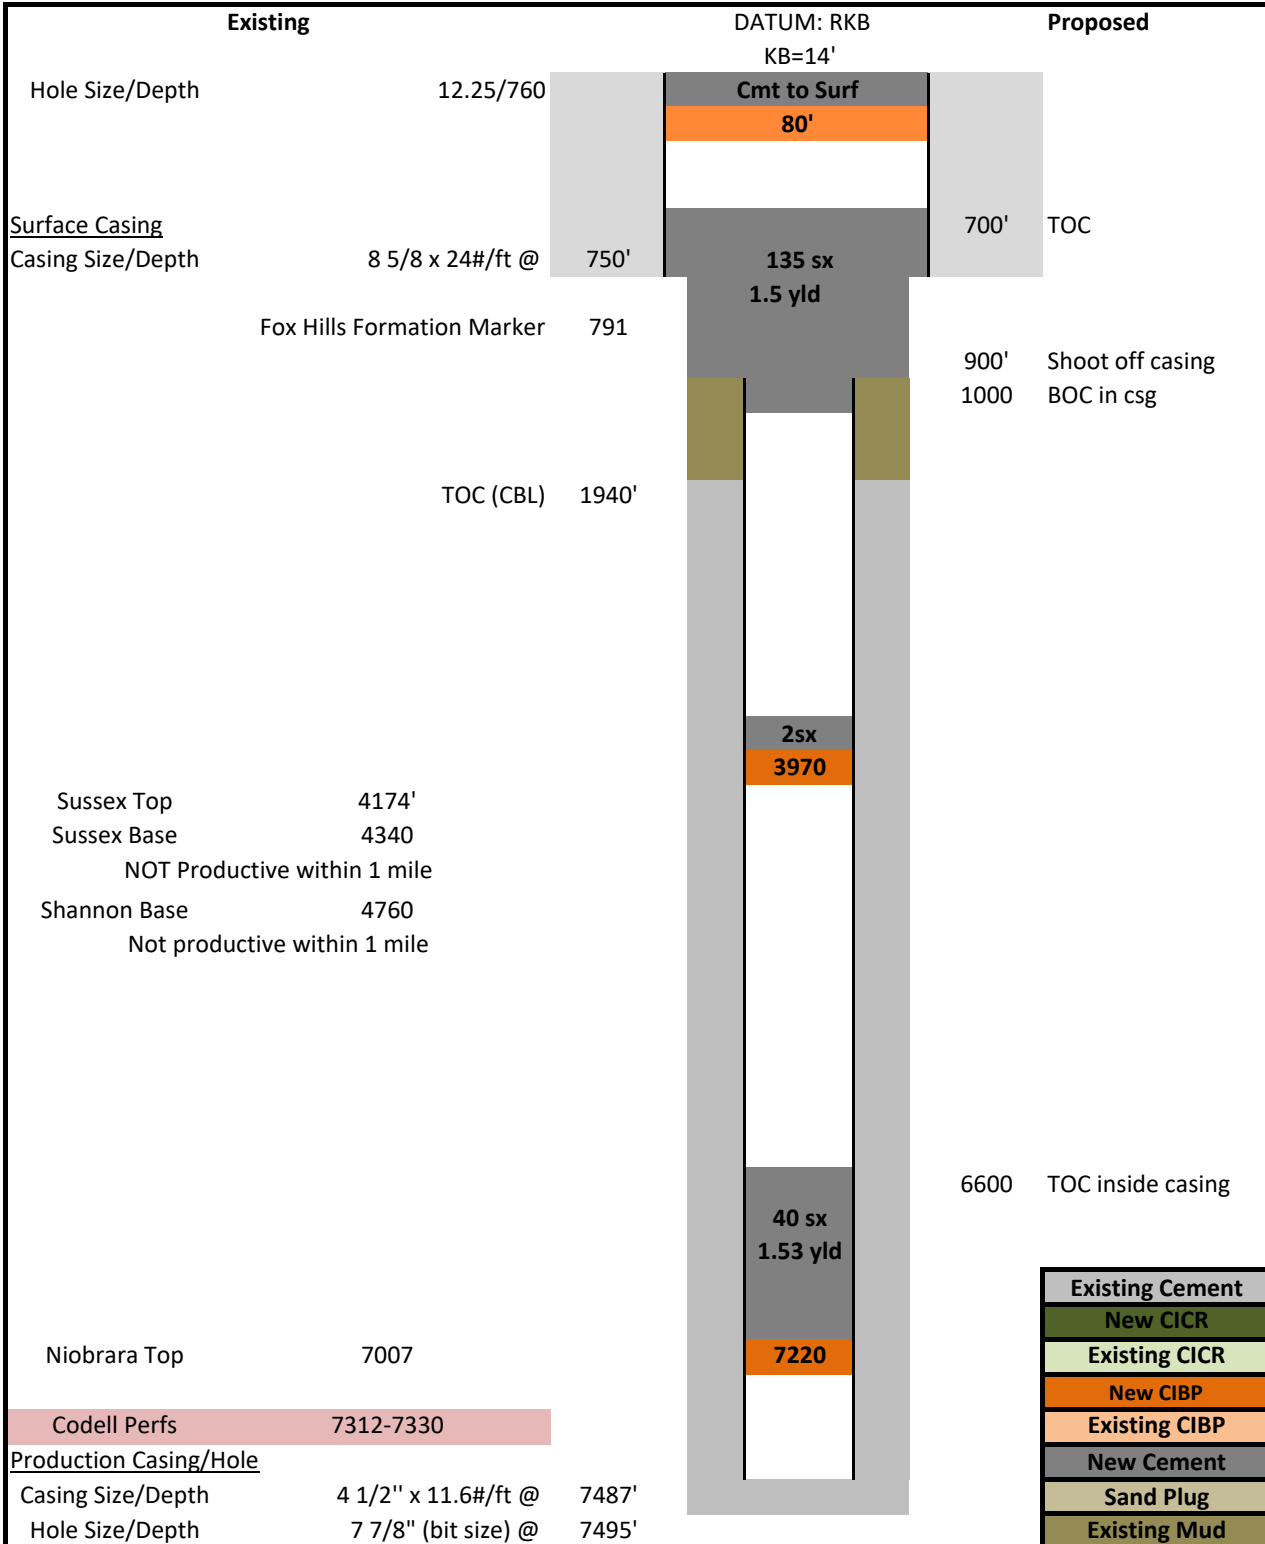 Existing DATUM: RKB Proposed
KB=14'
Hole Size/Depth 12.25/760 Cmt to Surf
80'
Surface Casing 700' TOC
Casing Size/Depth 8 5/8 x 24#/ft @ 750' 135 sx
1.5 yld
Fox Hills Formation Marker 791
900' Shoot off casing
1000 BOC in csg
TOC (CBL) 1940'
2sx
3970
Sussex Top 4174'
Sussex Base 4340
NOT Productive within 1 mile
Shannon Base 4760
Not productive within 1 mile
6600 TOC inside casing
40 sx
1.53 yld
Existing Cement
New CICR
Niobrara Top 7007 7220 Existing CICR
New CIBP
Codell Perfs 7312-7330 Existing CIBP
Production Casing/Hole New Cement
Casing Size/Depth 4 1/2'' x 11.6#/ft @ 7487' Sand Plug
Hole Size/Depth 7 7/8" (bit size) @ 7495' Existing Mud